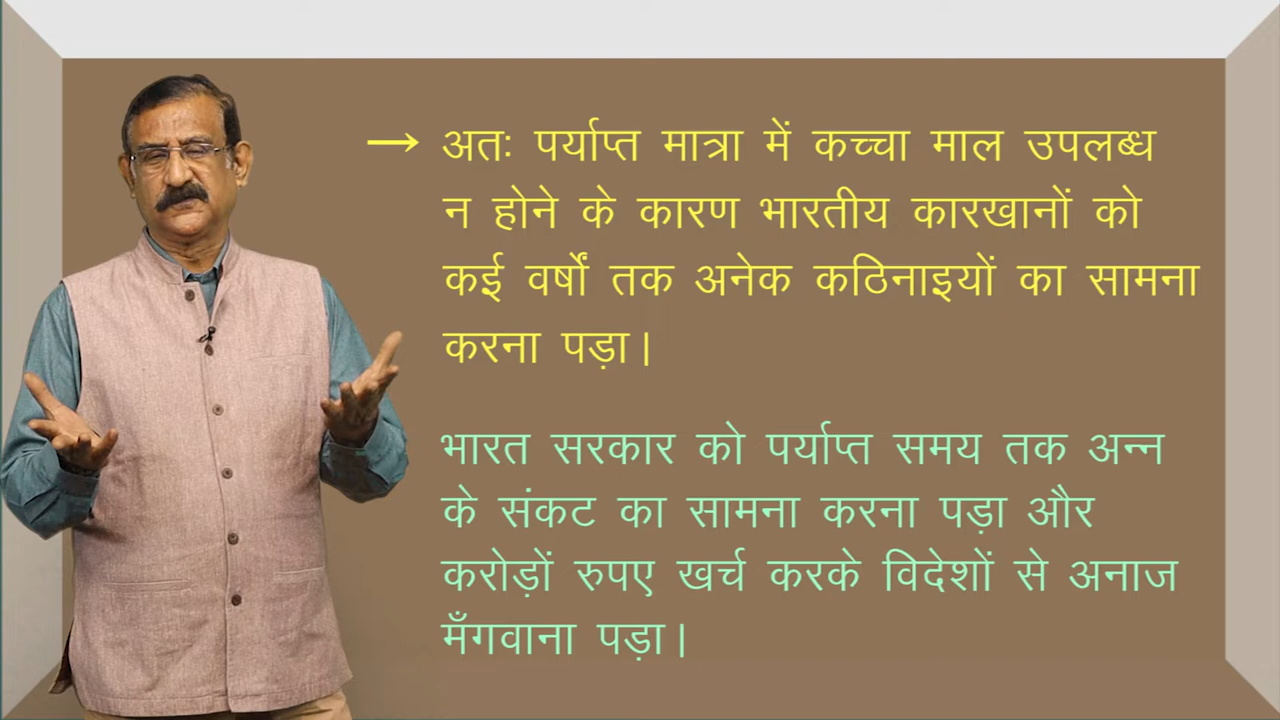 → अतः पर्याप्त मात्रा में कच्चा माल उपलब्ध
न होने के कारण भारतीय कारखानों को
कई वर्षों तक अनेक कठिनाइयों का सामना
करना पड़ा।
भारत सरकार को पर्याप्त समय तक अन्न
के संकट का सामना करना पड़ा और
करोड़ों रुपए खर्च करके विदेशों से अनाज
मँगवाना पड़ा।